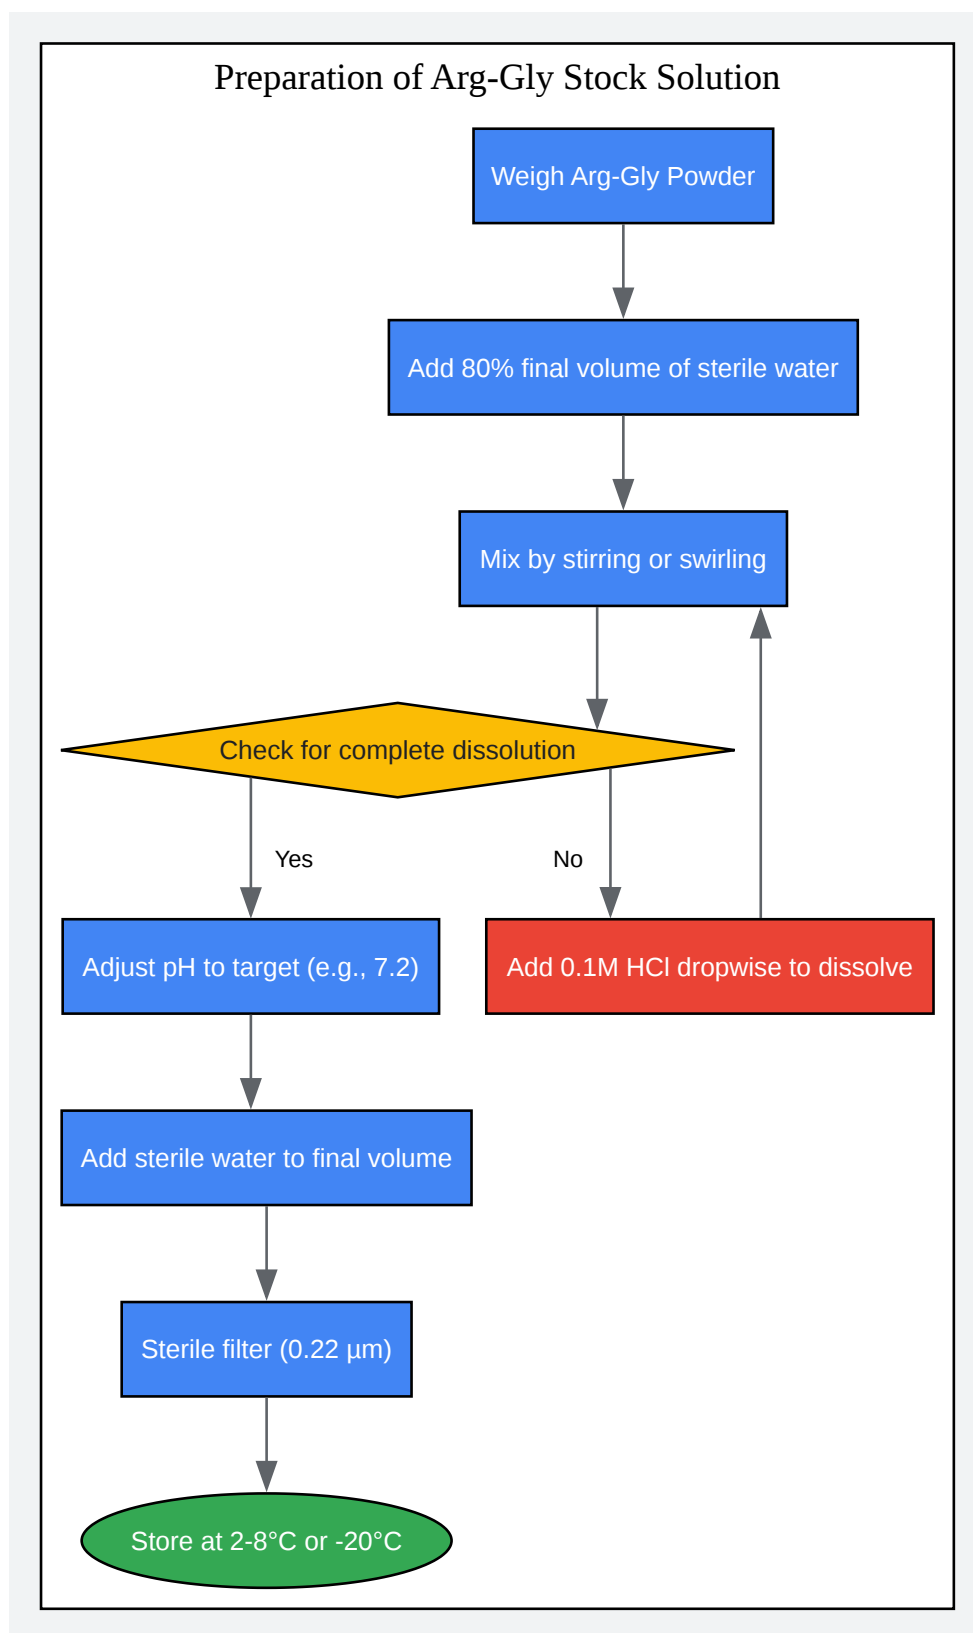 Preparation of Arg-Gly Stock Solution
Weigh Arg-Gly Powder
Add 80% final volume of sterile water
Mix by stirring or swirling
Check for complete dissolution
Yes
No
Adjust pH to target (e.g., 7.2)
Add 0.1M HCl dropwise to dissolve
Add sterile water to final volume
Sterile filter (0.22 µm)
Store at 2-8°C or -20°C